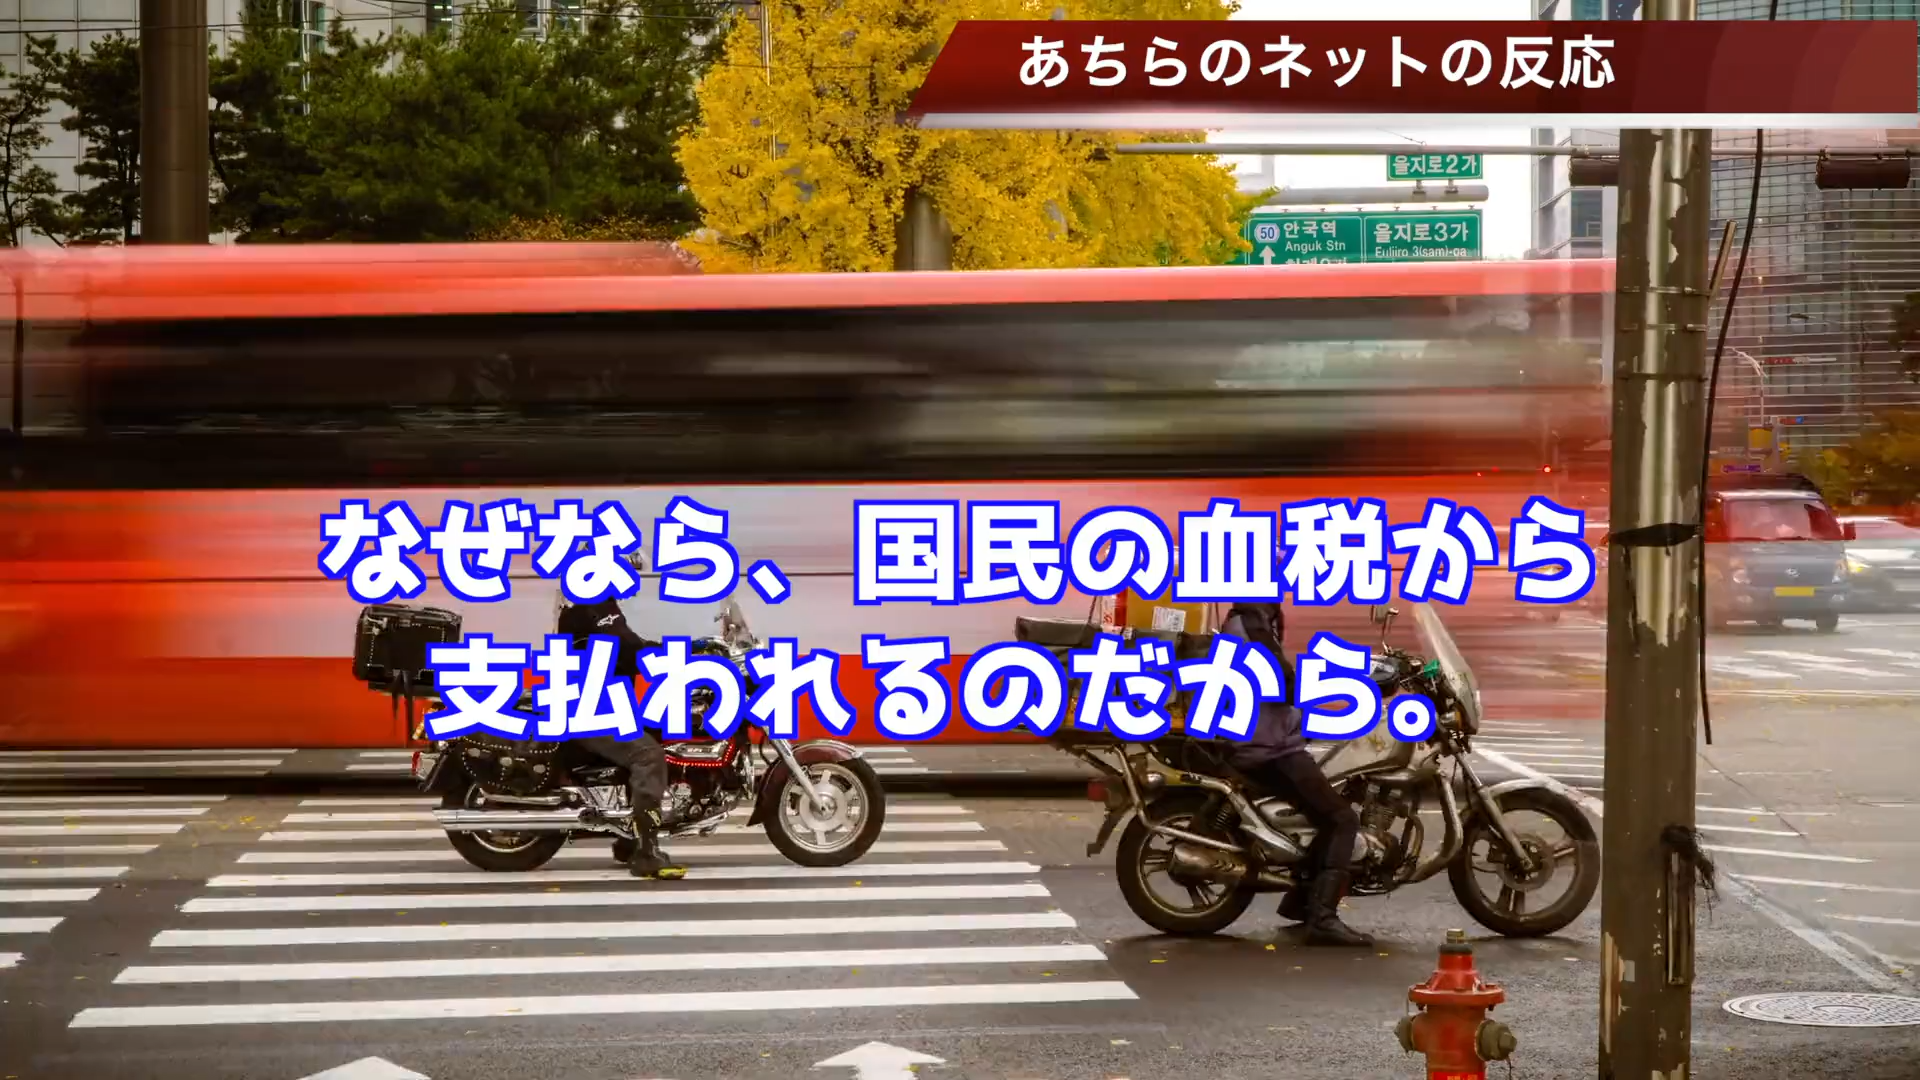 あちらのネットの反応
을지로2가
50 안국역
Anguk Stn
을지로3가
Euljiro 3(sam)-ga
なぜなら、国民の血税から
支払われるのだから。